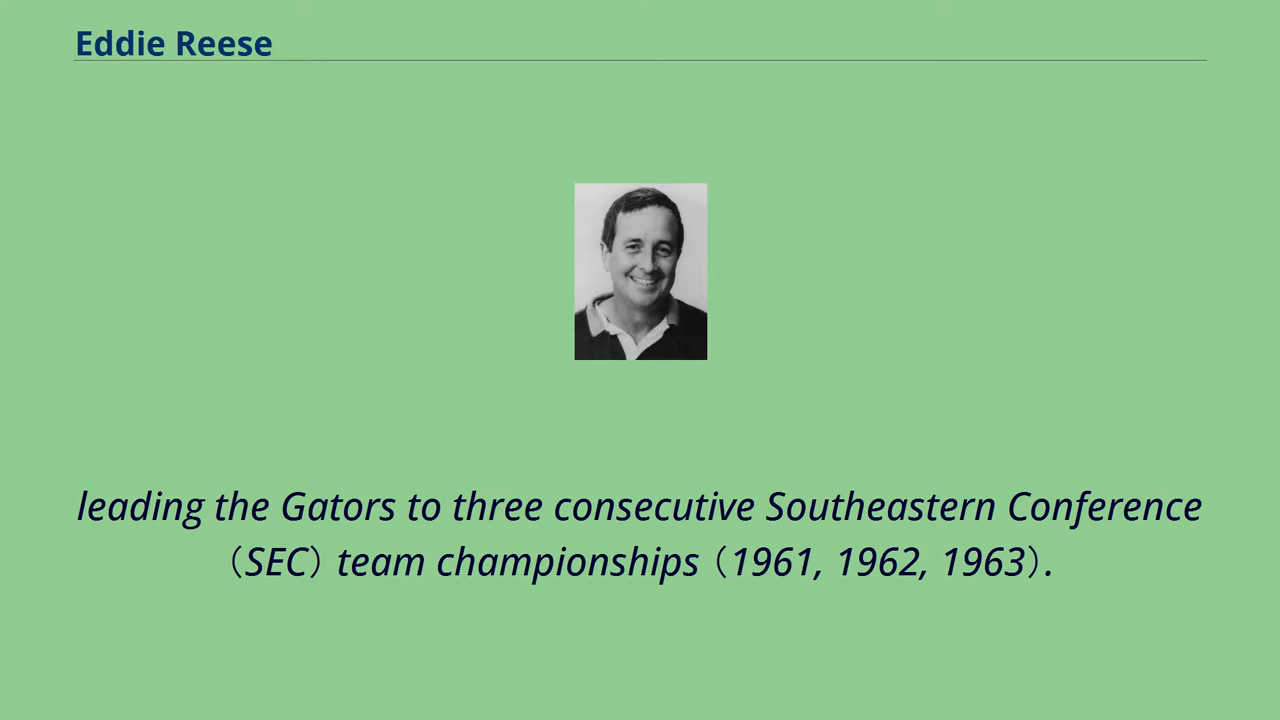 Eddie Reese
leading the Gators to three consecutive Southeastern Conference
（SEC）team championships（1961, 1962, 1963）.